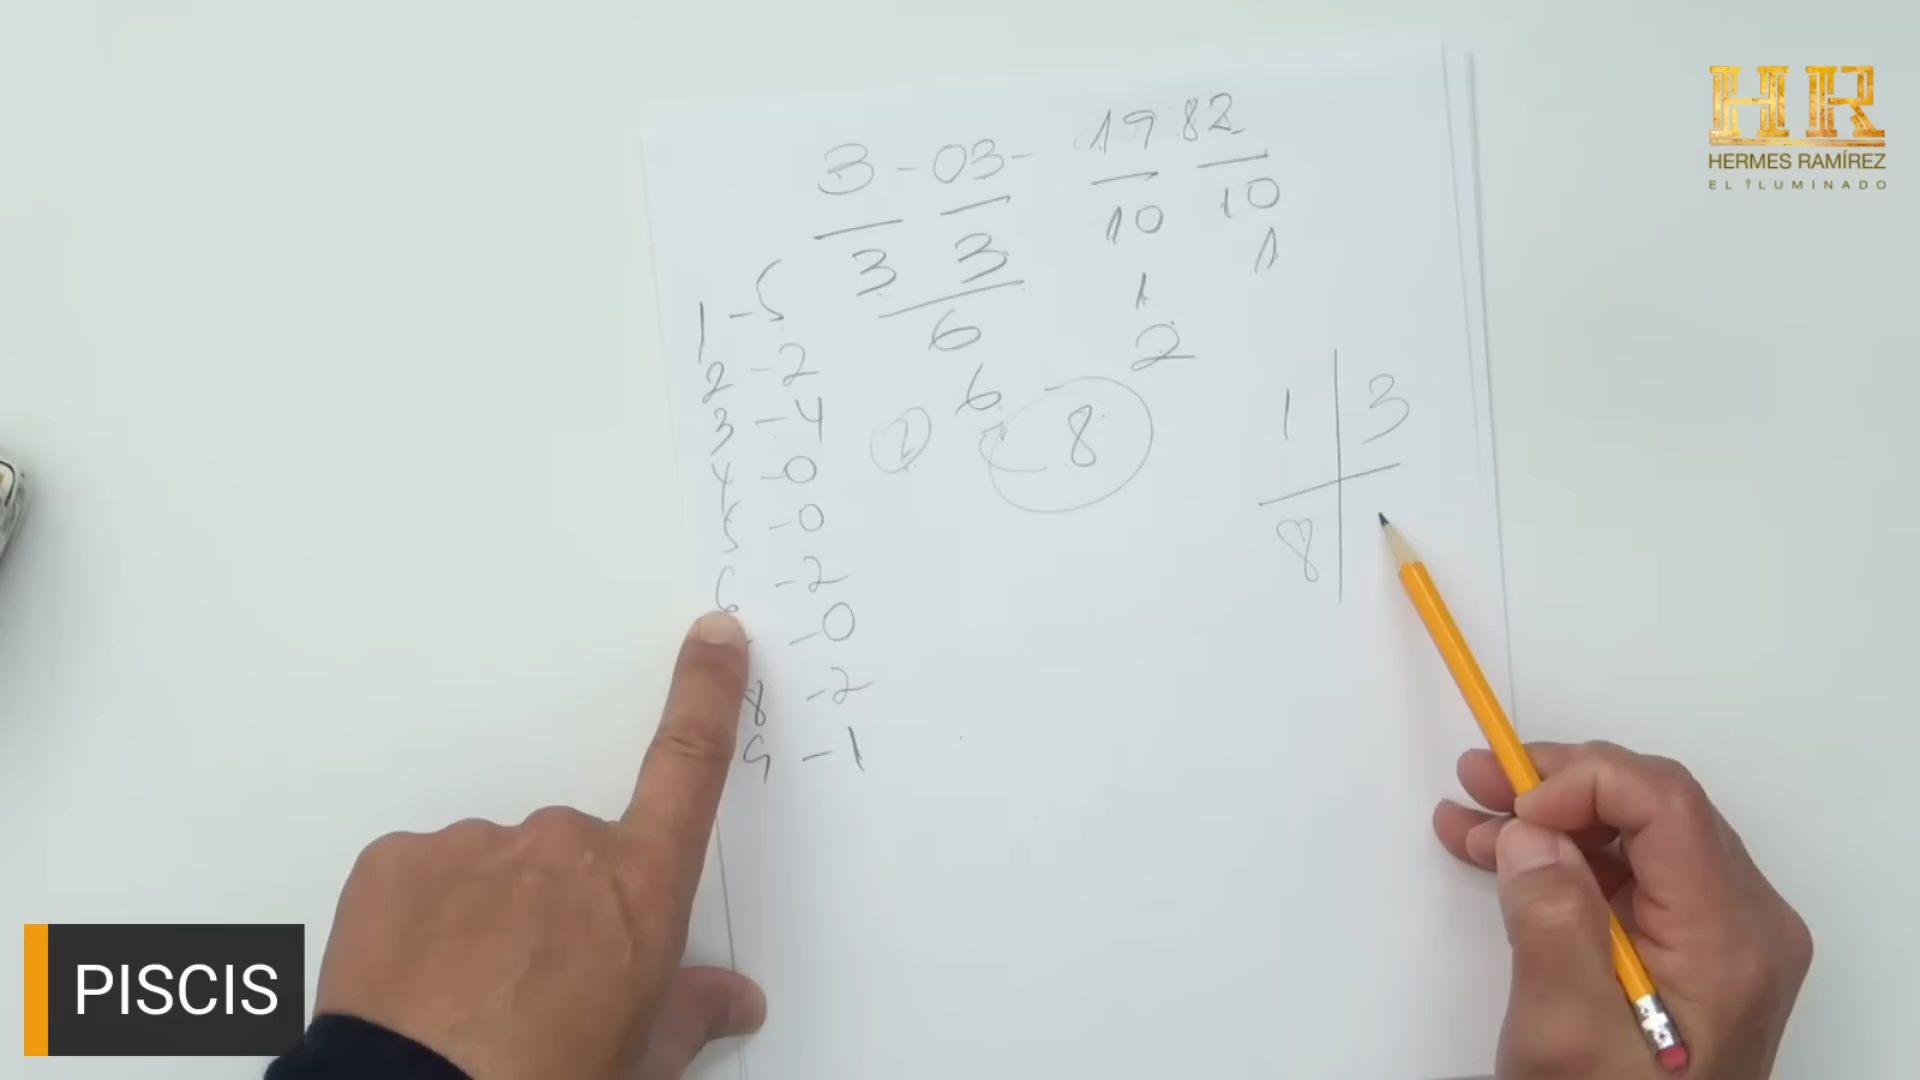 HR
HERMES RAMÍREZ
EL ILUMINADO
3 - 03 - 1982
3 3 10 10
1 1
6 2
6 -
2 8
1 - 5
2 - 2
3 - 4
4 - 0
5 - 0
6 - 2
- 0
8 - 2
9 - 1
1 3
8
PISCIS